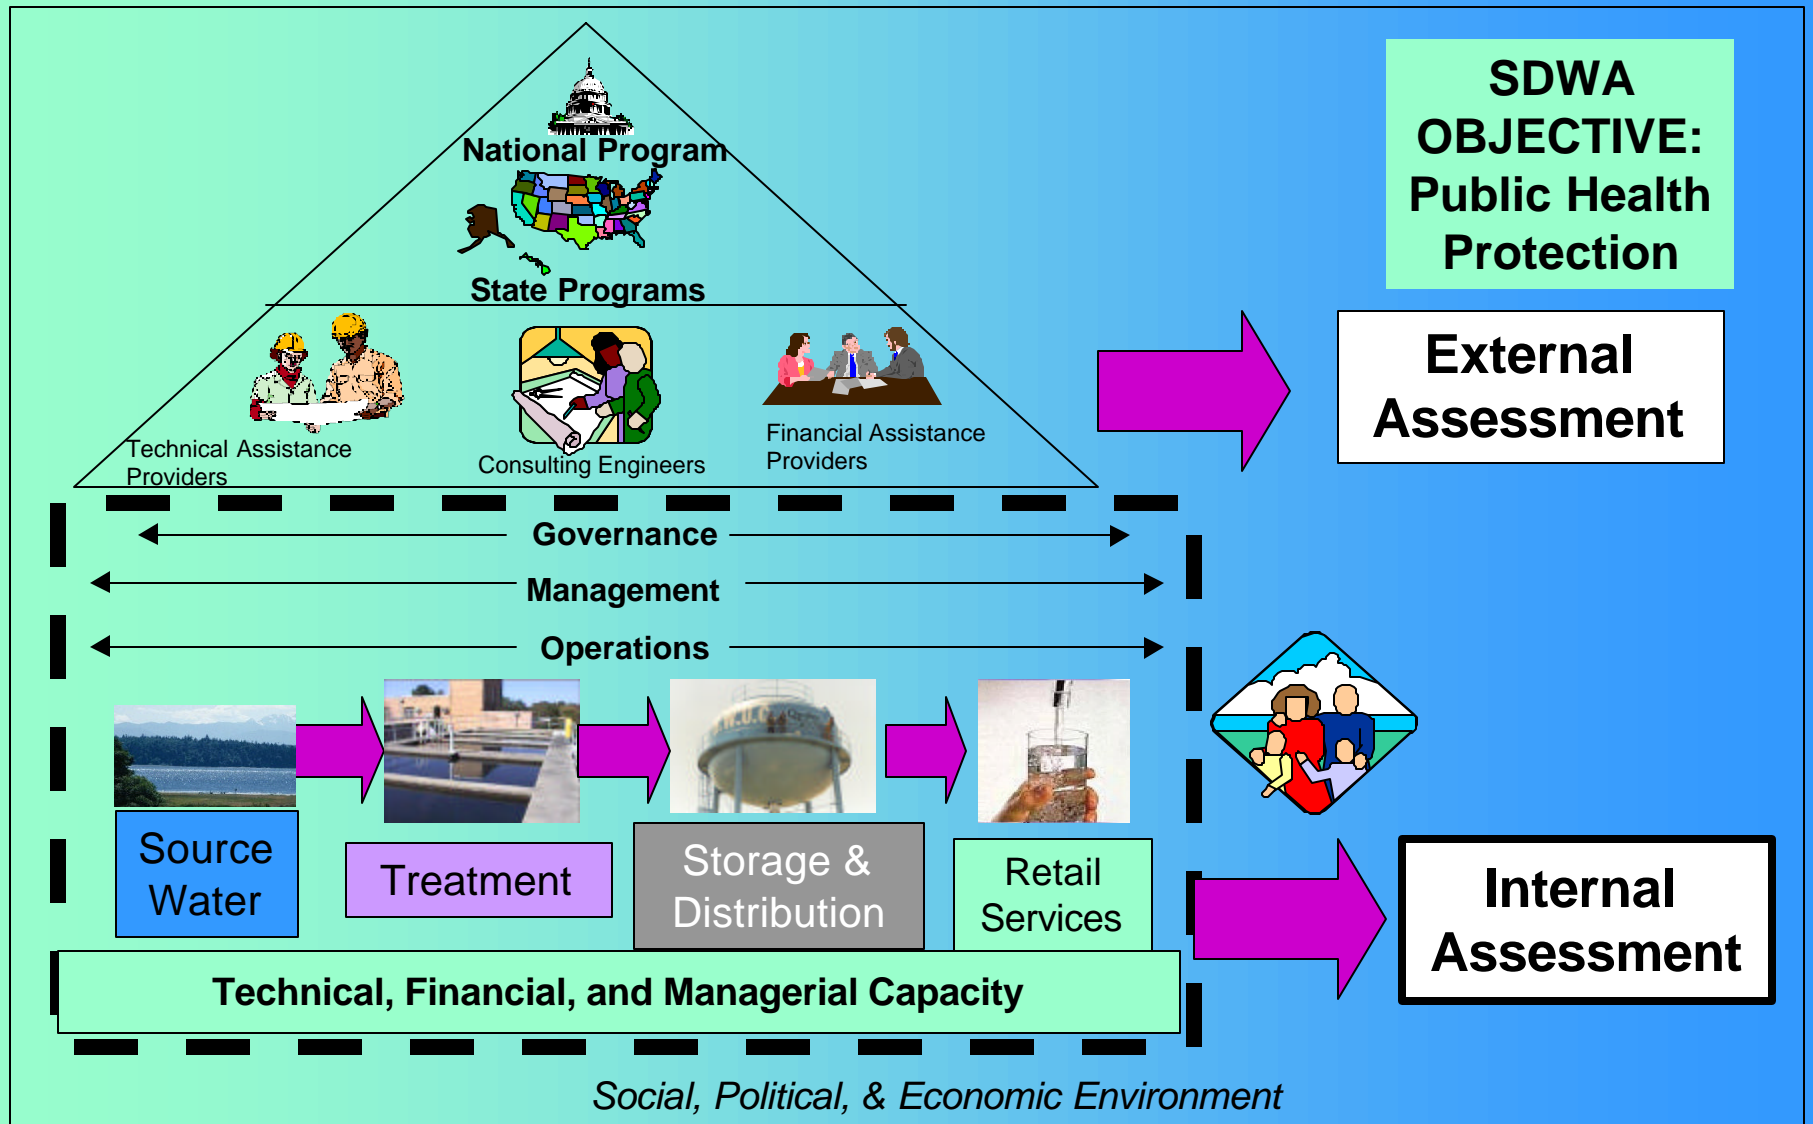 National Program
State Programs
Technical Assistance
Providers
Consulting Engineers
Financial Assistance
Providers
SDWA
OBJECTIVE:
Public Health
Protection
External
Assessment
Governance
Management
Operations
Source
Water
Treatment
Storage &
Distribution
Retail
Services
Technical, Financial, and Managerial Capacity
Internal
Assessment
Social, Political, & Economic Environment